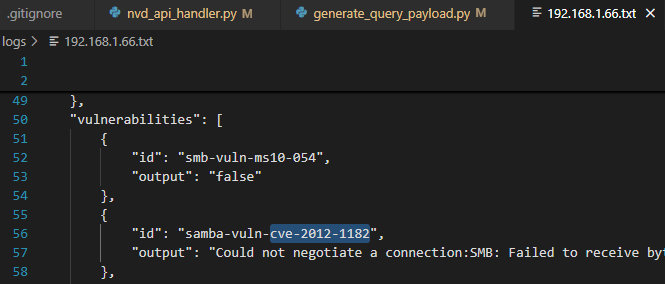 .gitignore nvd_api_handler.py M generate_query_payload.py M 192.168.1.66.txt
logs > 192.168.1.66.txt
1
2
49 },
50 "vulnerabilities": [
51 {
52 "id": "smb-vuln-ms10-054",
53 "output": "false"
54 },
55 {
56 "id": "samba-vuln-cve-2012-1182",
57 "output": "Could not negotiate a connection:SMB: Failed to receive byt
58 },